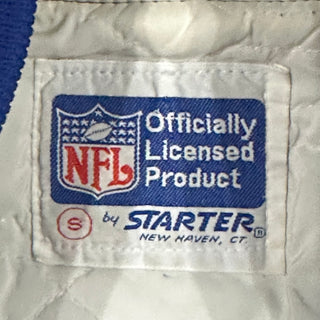 NFL
Officially
Licensed
Product
S by STARTER®
NEW HAVEN, CT.